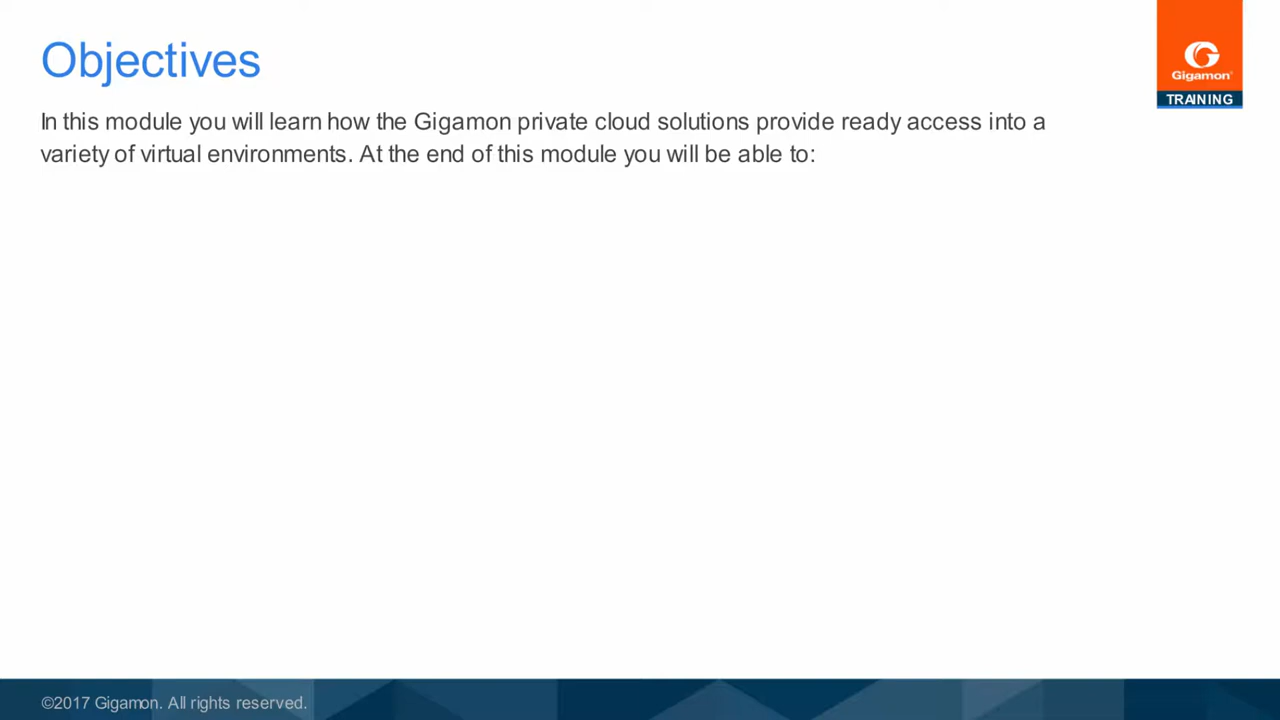 Objectives
Gigamon®
TRAINING
In this module you will learn how the Gigamon private cloud solutions provide ready access into a
variety of virtual environments. At the end of this module you will be able to:
©2017 Gigamon. All rights reserved.